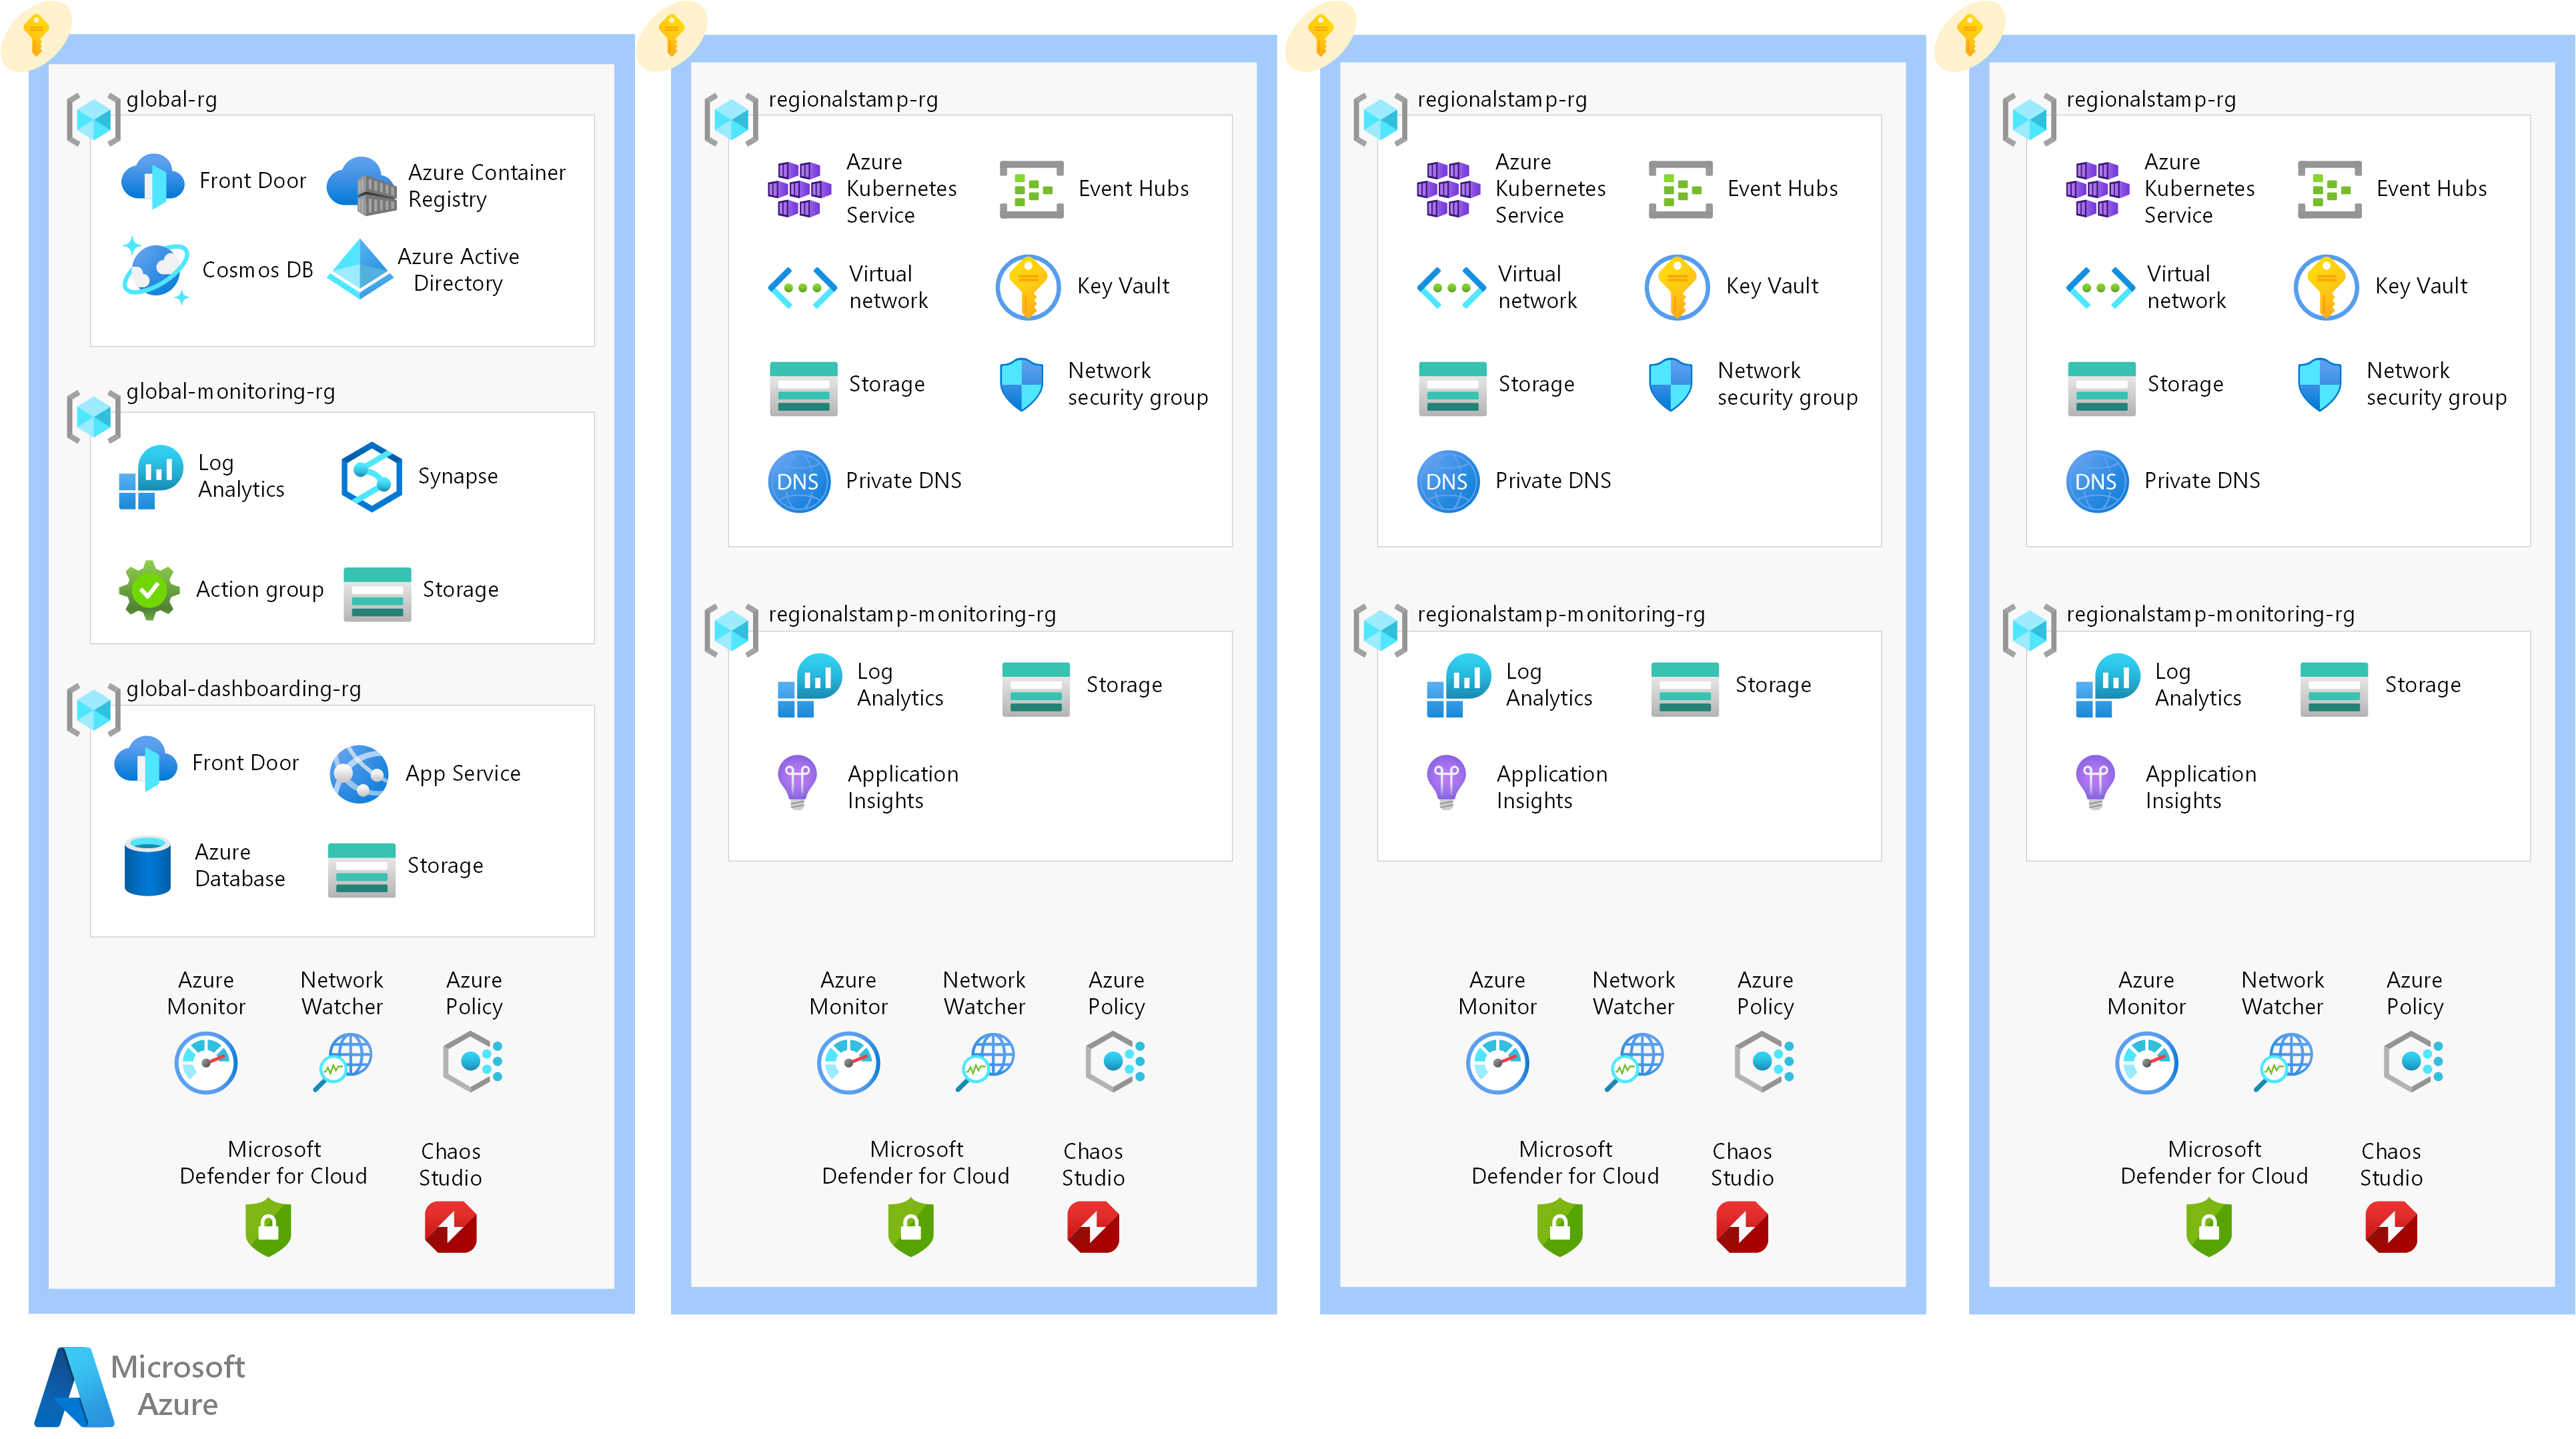 global-rg
Front Door
Azure Container
Registry
Cosmos DB
Azure Active
Directory
global-monitoring-rg
Log
Analytics
Synapse
Action group
Storage
global-dashboarding-rg
Front Door
App Service
Azure
Database
Storage
Azure
Monitor
Network
Watcher
Azure
Policy
Microsoft
Defender for Cloud
Chaos
Studio
regionalstamp-rg
Azure
Kubernetes
Service
Event Hubs
Virtual
network
Key Vault
Storage
Network
security group
DNS
Private DNS
regionalstamp-monitoring-rg
Log
Analytics
Storage
Application
Insights
Azure
Monitor
Network
Watcher
Azure
Policy
Microsoft
Defender for Cloud
Chaos
Studio
regionalstamp-rg
Azure
Kubernetes
Service
Event Hubs
Virtual
network
Key Vault
Storage
Network
security group
DNS
Private DNS
regionalstamp-monitoring-rg
Log
Analytics
Storage
Application
Insights
Azure
Monitor
Network
Watcher
Azure
Policy
Microsoft
Defender for Cloud
Chaos
Studio
regionalstamp-rg
Azure
Kubernetes
Service
Event Hubs
Virtual
network
Key Vault
Storage
Network
security group
DNS
Private DNS
regionalstamp-monitoring-rg
Log
Analytics
Storage
Application
Insights
Azure
Monitor
Network
Watcher
Azure
Policy
Microsoft
Defender for Cloud
Chaos
Studio
Microsoft
Azure